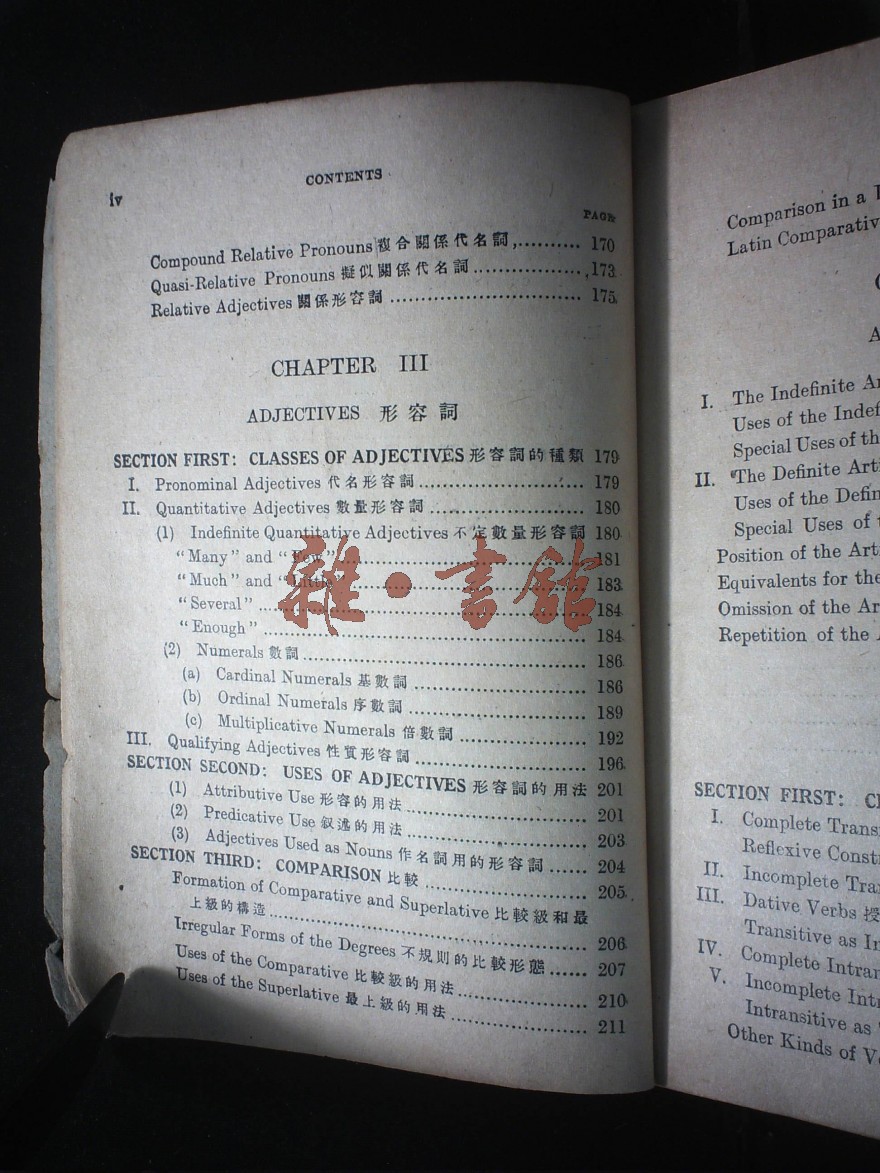 iv
CONTENTS
PAGE
Compound Relative Pronouns 複合關係代名詞, .......... 170
Quasi-Relative Pronouns 擬似關係代名詞 ................ 173
Relative Adjectives 關係形容詞 ............................ 175
CHAPTER III
ADJECTIVES 形容詞
SECTION FIRST: CLASSES OF ADJECTIVES 形容詞的種類 179
I. Pronominal Adjectives 代名形容詞 ........................ 179
II. Quantitative Adjectives 數量形容詞 ........................ 180
(1) Indefinite Quantitative Adjectives 不定數量形容詞 180
"Many" and "Few" ........................ 181
"Much" and "Little" ........................ 183
"Several" ........................ 184
"Enough" ........................ 184
(2) Numerals 數詞 ........................ 186
(a) Cardinal Numerals 基數詞 ........................ 186
(b) Ordinal Numerals 序數詞 ........................ 189
(c) Multiplicative Numerals 倍數詞 ................ 192
III. Qualifying Adjectives 性質形容詞 ........................ 196
SECTION SECOND: USES OF ADJECTIVES 形容詞的用法 201
(1) Attributive Use 形容的用法 ........................ 201
(2) Predicative Use 叙述的用法 ........................ 203
(3) Adjectives Used as Nouns 作名詞用的形容詞 ...... 204
SECTION THIRD: COMPARISON 比較 ........................ 205
Formation of Comparative and Superlative 比較級和最
上級的構造 ........................ 206
Irregular Forms of the Degrees 不規則的比較形態 ...... 207
Uses of the Comparative 比較級的用法 ................ 210
Uses of the Superlative 最上級的用法 ................ 211
雜·書館
Comparison in a
Latin Comparativ
I. The Indefinite
Uses of the Indef
Special Uses of th
II. The Definite Arti
Uses of the Defin
Special Uses of
Position of the Art
Equivalents for the
Omission of the Ar
Repetition of the
SECTION FIRST:
I. Complete Trans
Reflexive Constr
II. Incomplete Tra
III. Dative Verbs 授
Transitive as In
IV. Complete Intran
V. Incomplete Intr
Intransitive as
Other Kinds of